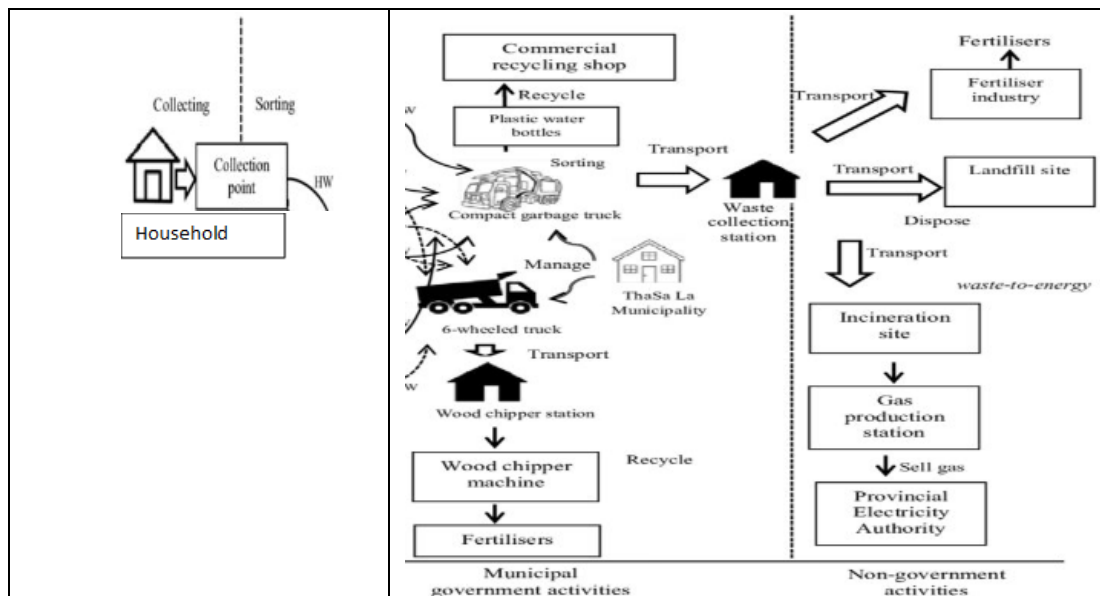 Collecting
Sorting
Collection
point
HW
Household
Commercial
recycling shop
Recycle
Plastic water
bottles
W
Sorting
Compact garbage truck
Manage
ThaSa La
Municipality
6-wheeled truck
Transport
W
Wood chipper station
Wood chipper
machine
Recycle
Fertilisers
Transport
Waste
collection
station
Fertilisers
Fertiliser
industry
Transport
Transport
Landfill site
Dispose
Transport
waste-to-energy
Incineration
site
Gas
production
station
Sell gas
Provincial
Electricity
Authority
Municipal
government activities
Non-government
activities